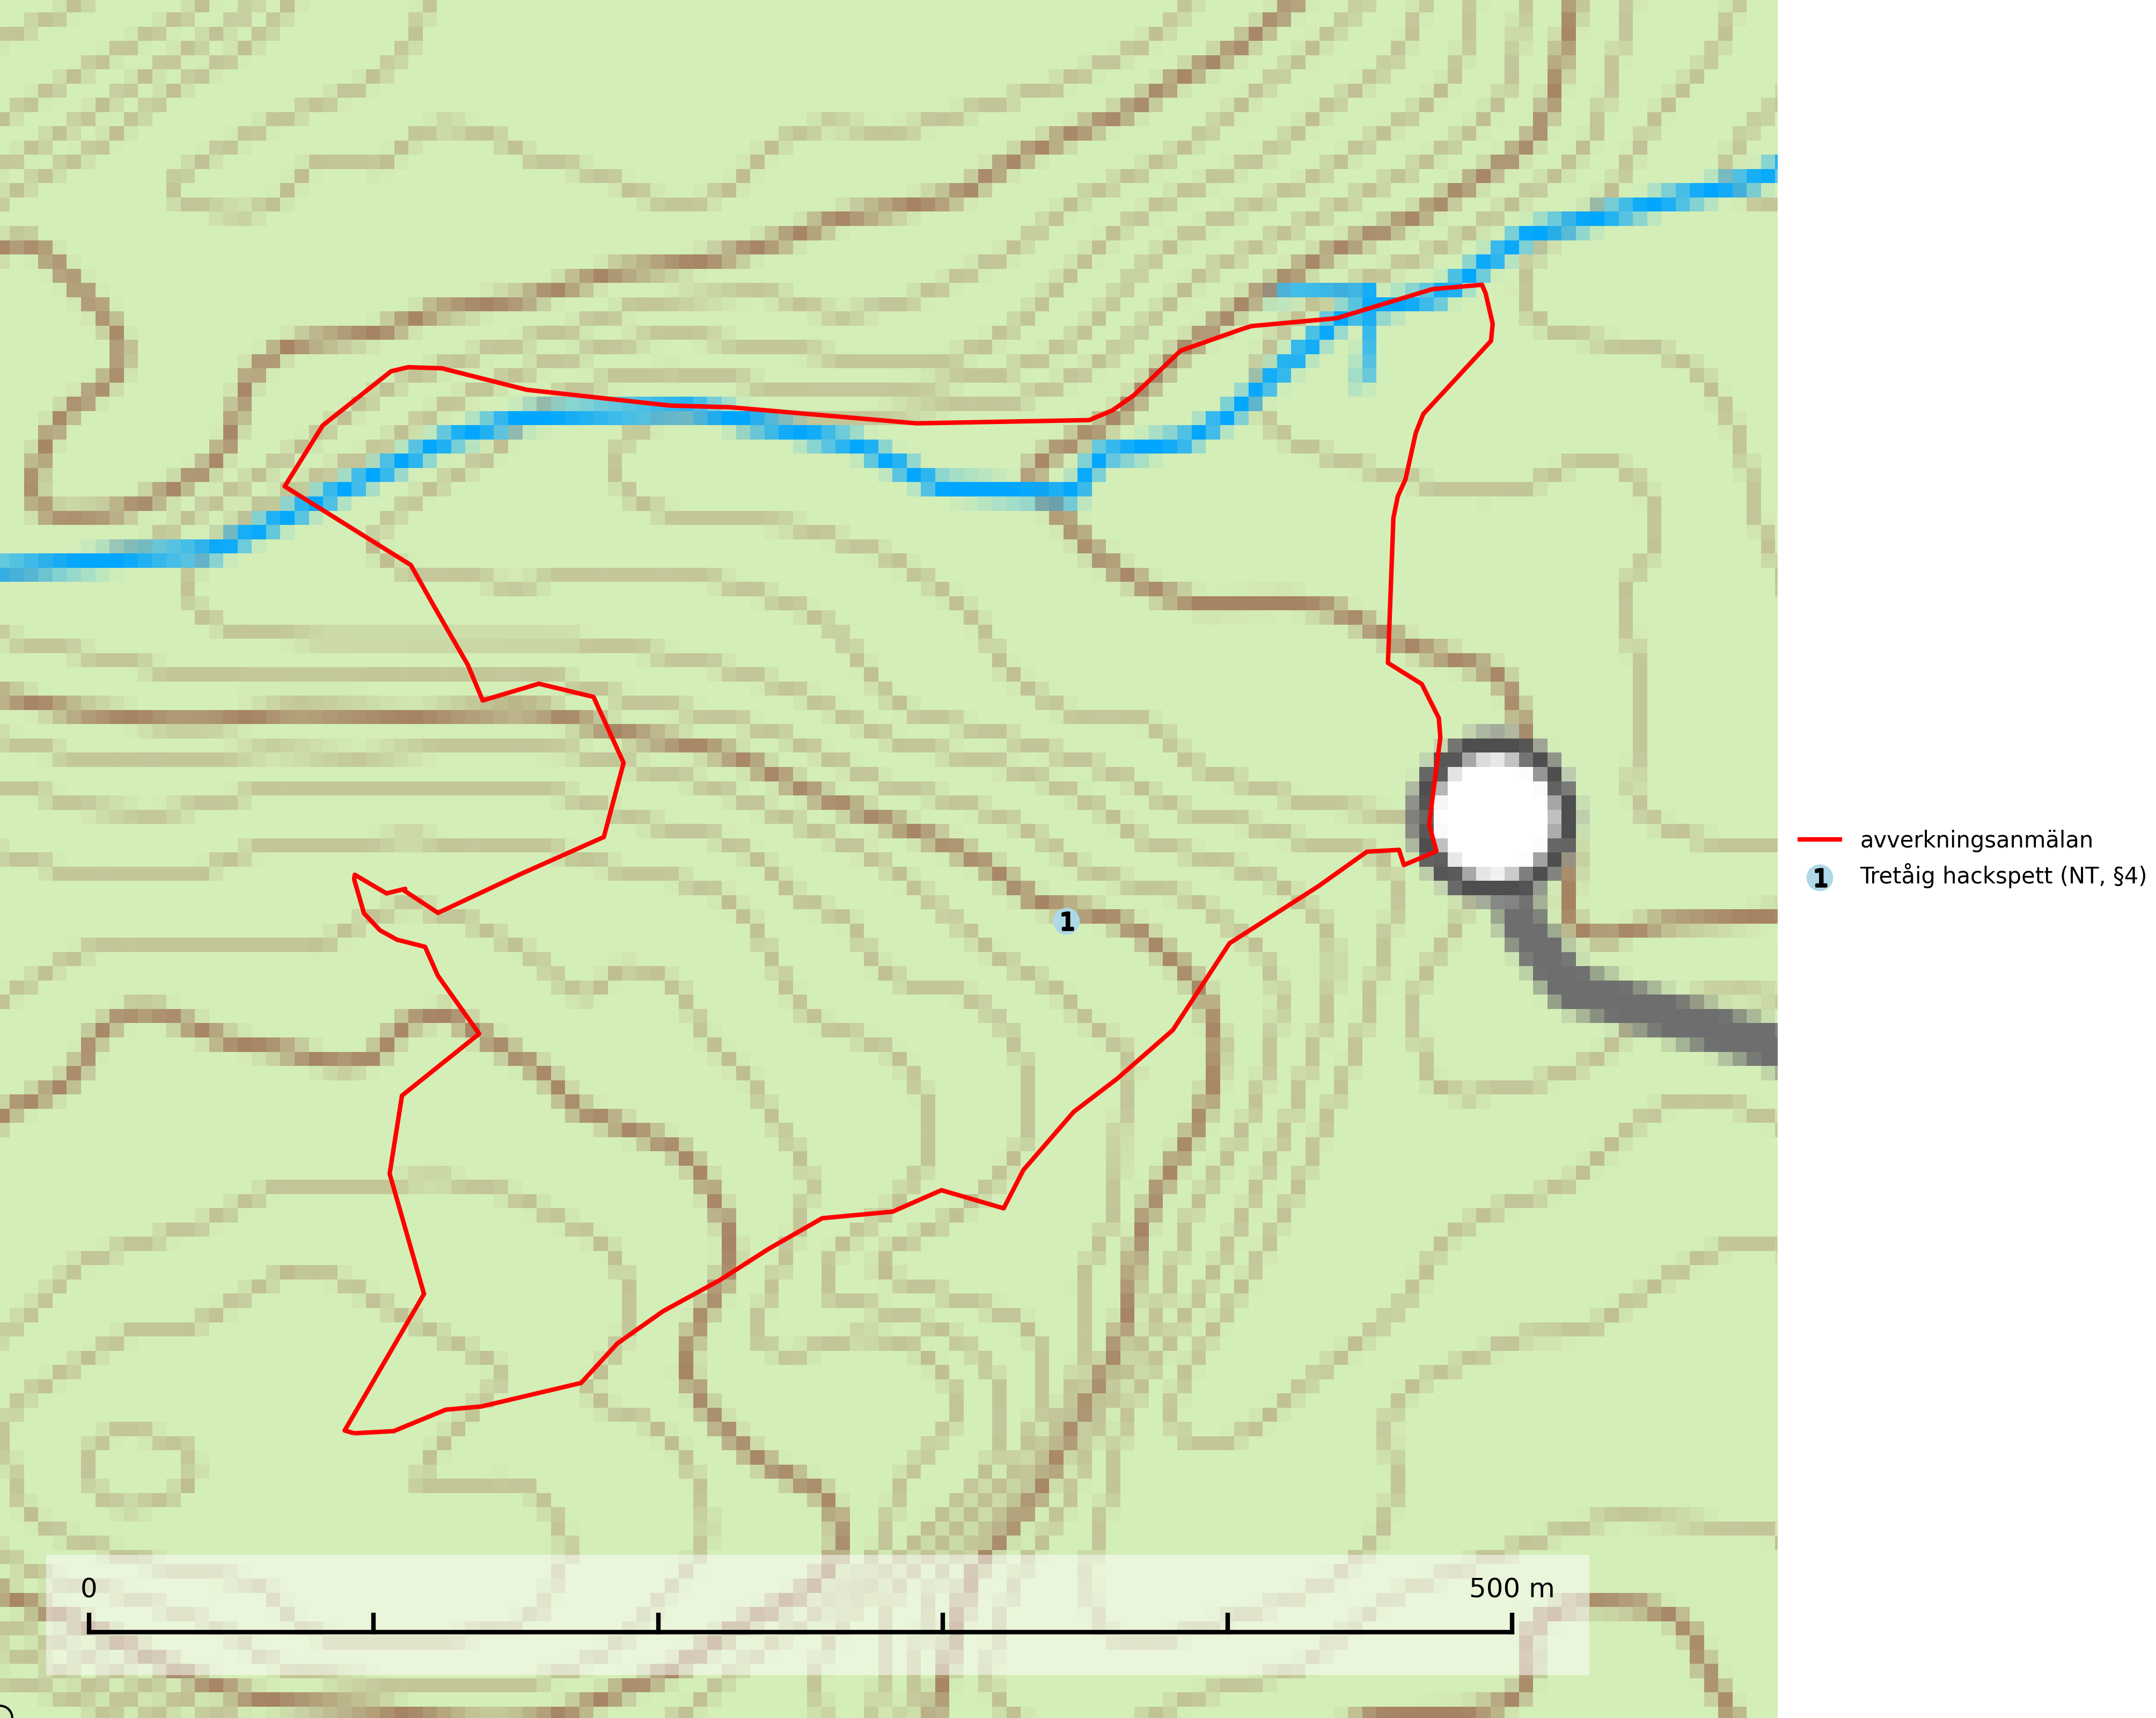 avverkningsanmälan
1 Tretåig hackspett (NT, §4)
1
0 500 m